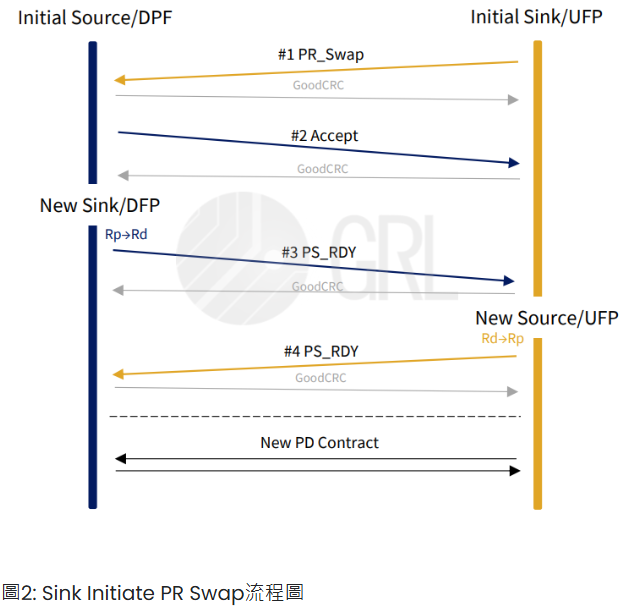 Initial Source/DPF
Initial Sink/UFP
#1 PR_Swap
GoodCRC
#2 Accept
GoodCRC
New Sink/DFP
Rp→Rd
#3 PS_RDY
GoodCRC
GRL
New Source/UFP
Rd→Rp
#4 PS_RDY
GoodCRC
New PD Contract
圖2: Sink Initiate PR Swap流程圖